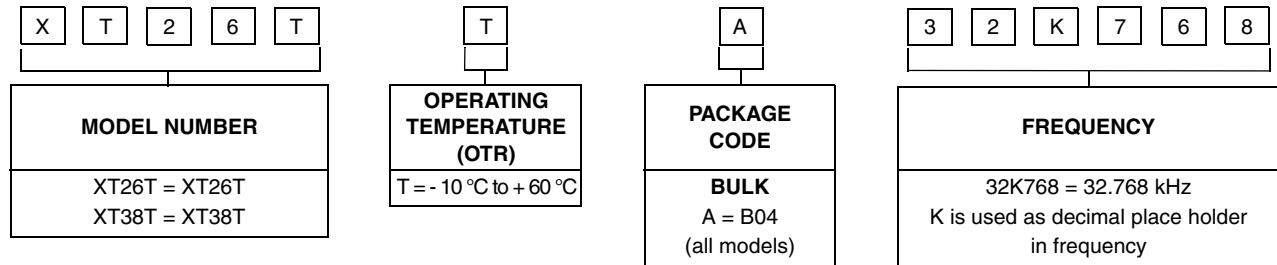 X T 2 6 T T A 3 2 K 7 6 8
MODEL NUMBER
XT26T = XT26T
XT38T = XT38T
OPERATING
TEMPERATURE
(OTR)
T = - 10 °C to + 60 °C
PACKAGE
CODE
BULK
A = B04
(all models)
FREQUENCY
32K768 = 32.768 kHz
K is used as decimal place holder
in frequency